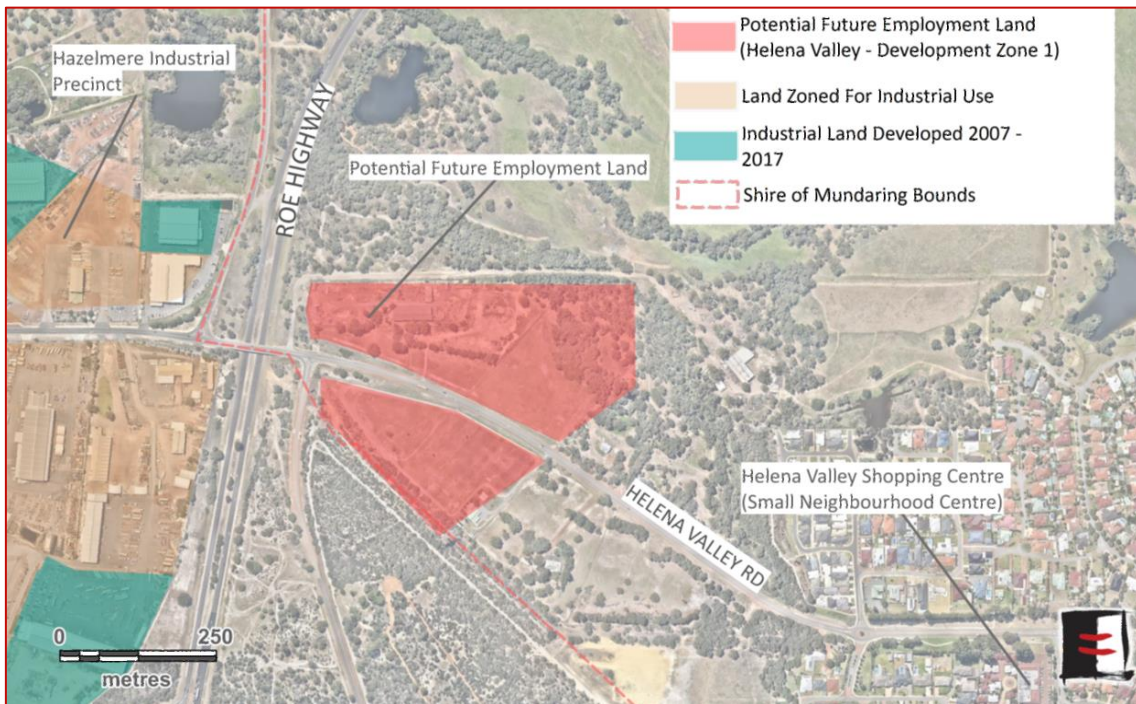 Hazelmere Industrial
Precinct
ROE HIGHWAY
Potential Future Employment Land
Potential Future Employment Land
(Helena Valley - Development Zone 1)
Land Zoned For Industrial Use
Industrial Land Developed 2007 -
2017
Shire of Mundaring Bounds
HELENA VALLEY RD
Helena Valley Shopping Centre
(Small Neighbourhood Centre)
0 250
metres